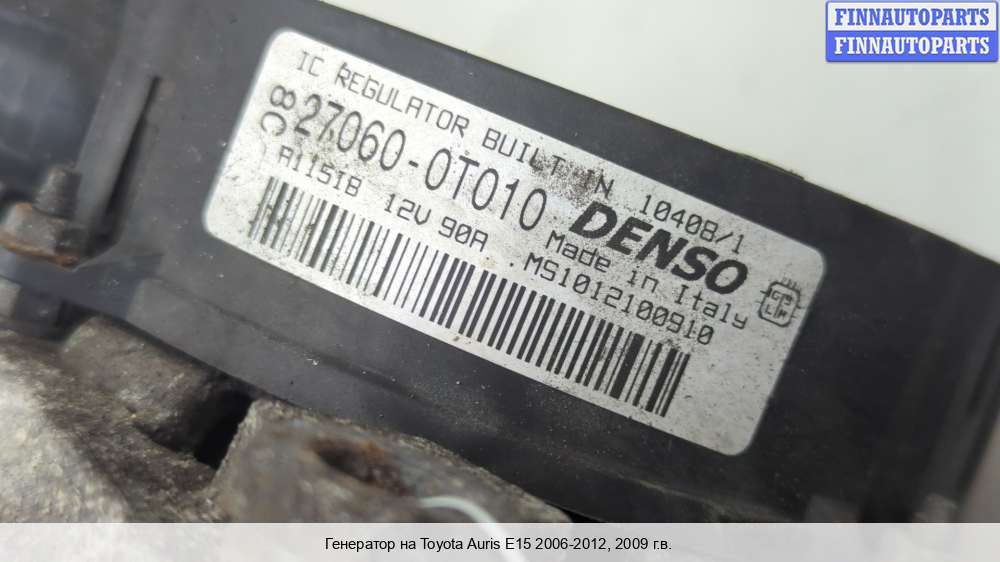 FINNAUTOPARTS
FINNAUTOPARTS
IC REGULATOR BUILT IN 10408/1
27060-0T010 DENSO
A115IB 12V 90A Made in Italy
MS1012100910
Генератор на Toyota Auris E15 2006-2012, 2009 г.в.